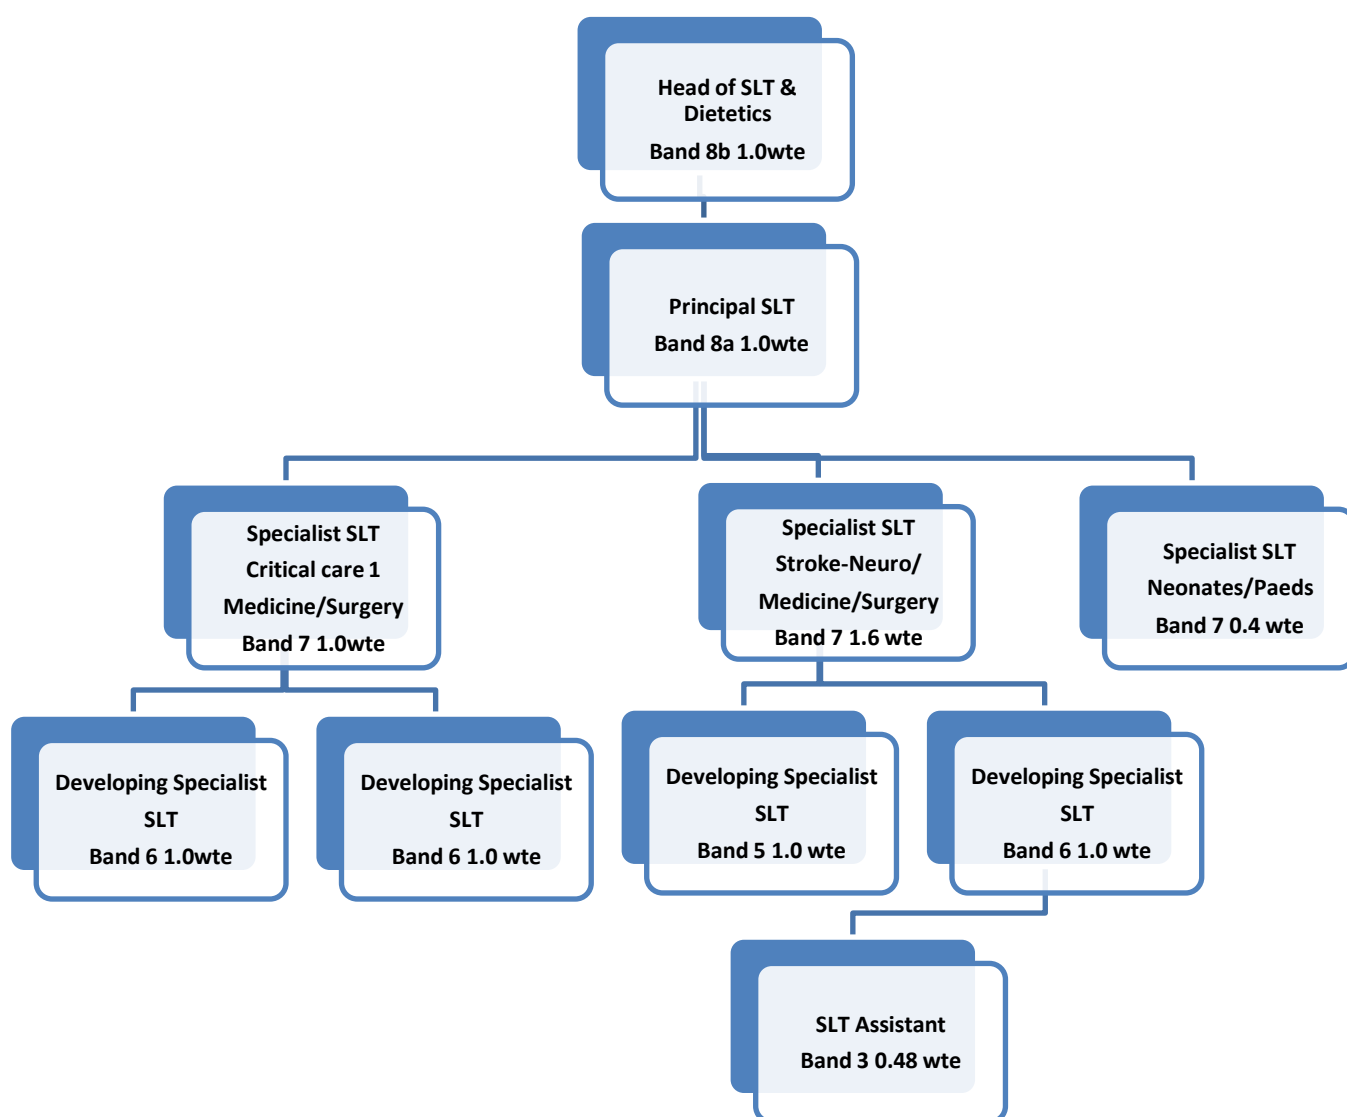 Head of SLT &
Dietetics
Band 8b 1.0wte
Principal SLT
Band 8a 1.0wte
Specialist SLT
Critical care 1
Medicine/Surgery
Band 7 1.0wte
Specialist SLT
Stroke-Neuro/
Medicine/Surgery
Band 7 1.6 wte
Specialist SLT
Neonates/Paeds
Band 7 0.4 wte
Developing Specialist
SLT
Band 6 1.0wte
Developing Specialist
SLT
Band 6 1.0 wte
Developing Specialist
SLT
Band 5 1.0 wte
Developing Specialist
SLT
Band 6 1.0 wte
SLT Assistant
Band 3 0.48 wte